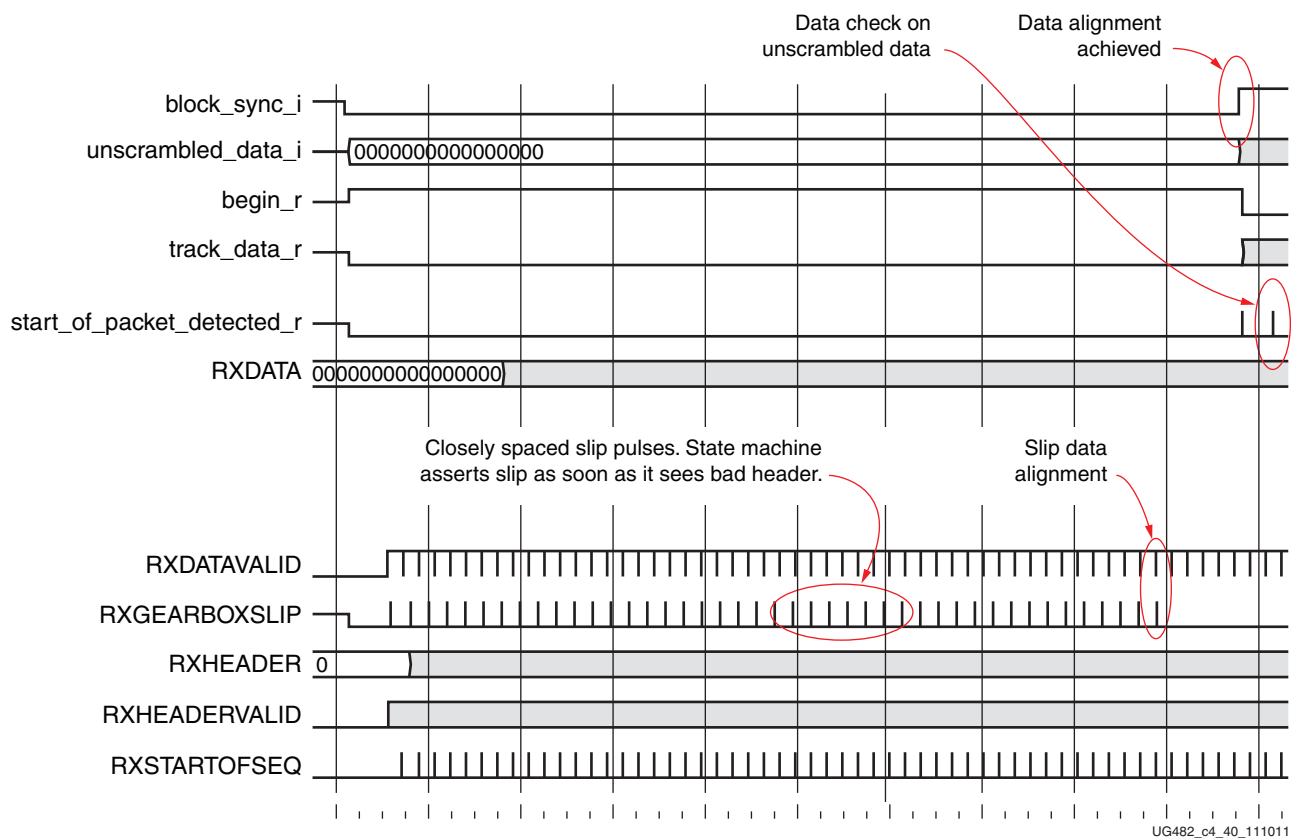 Data check on
unscrambled data
Data alignment
achieved
block_sync_i
unscrambled_data_i
0000000000000000
begin_r
track_data_r
start_of_packet_detected_r
RXDATA
0000000000000000
Closely spaced slip pulses. State machine
asserts slip as soon as it sees bad header.
Slip data
alignment
RXDATAVALID
RXGEARBOXSLIP
RXHEADER
0
RXHEADERVALID
RXSTARTOFSEQ
UG482_c4_40_111011